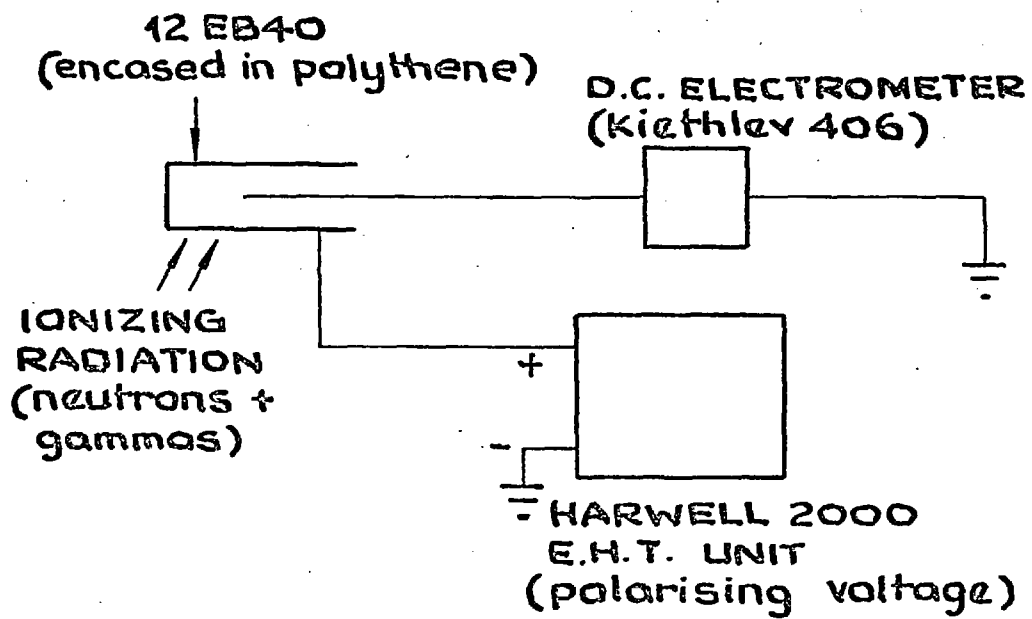 12 EB40
(encased in polythene)
D.C. ELECTROMETER
(Kiethley 406)
IONIZING
RADIATION
(neutrons +
gammas)
+
-
HARWELL 2000
E.H.T. UNIT
(polarising voltage)